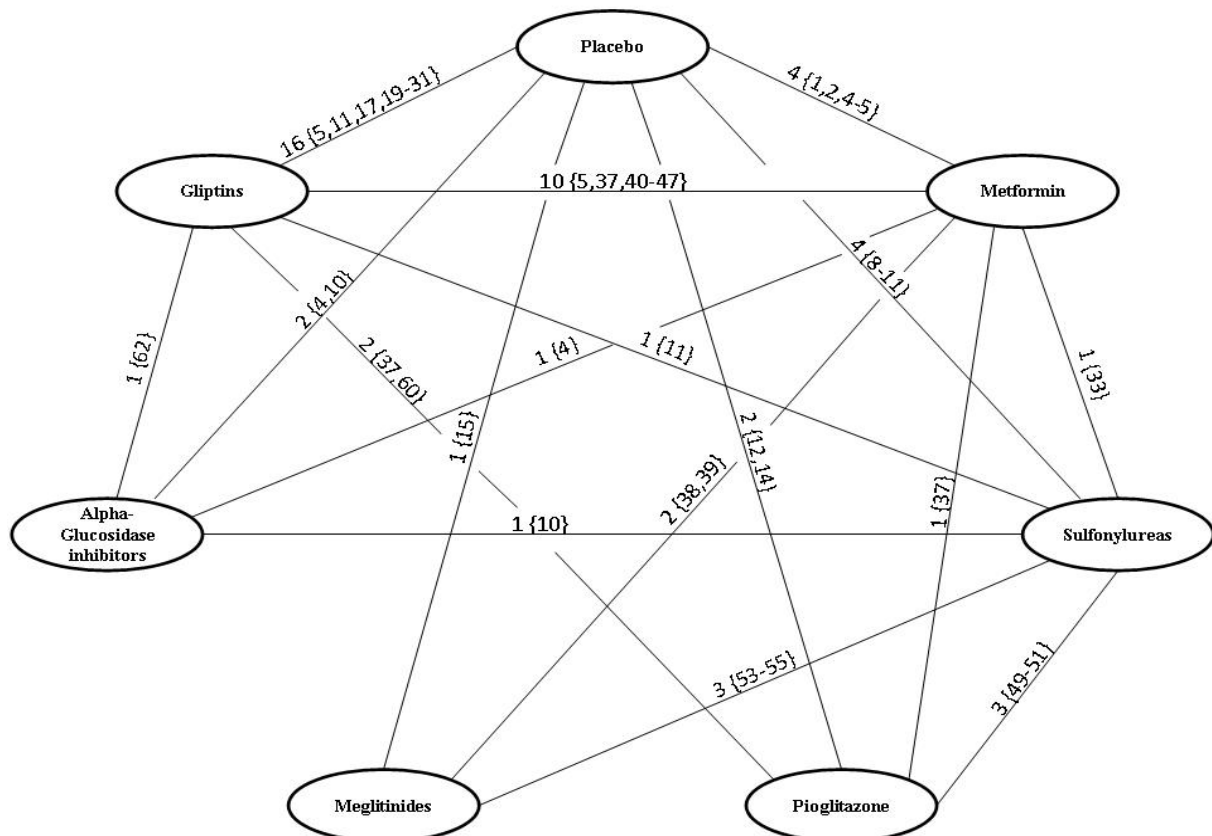 Placebo
16 {5,11,17,19-31}
4 {1,2,4-5}
Gliptins
10 {5,37,40-47}
Metformin
2 {4,10}
4 {8-11}
1 {62}
2 {37,60}
1 {4}
1 {11}
1 {33}
1 {15}
2 {12,14}
2 {38,39}
1 {37}
Alpha-
Glucosidase
inhibitors
1 {10}
Sulfonylureas
3 {53-55}
3 {49-51}
Meglitinides
Pioglitazone